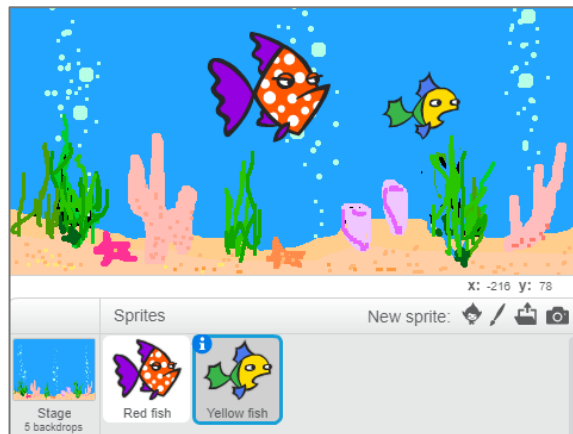 x: -216 y: 78
Sprites New sprite:
i
Red fish Yellow fish
Stage
5 backdrops